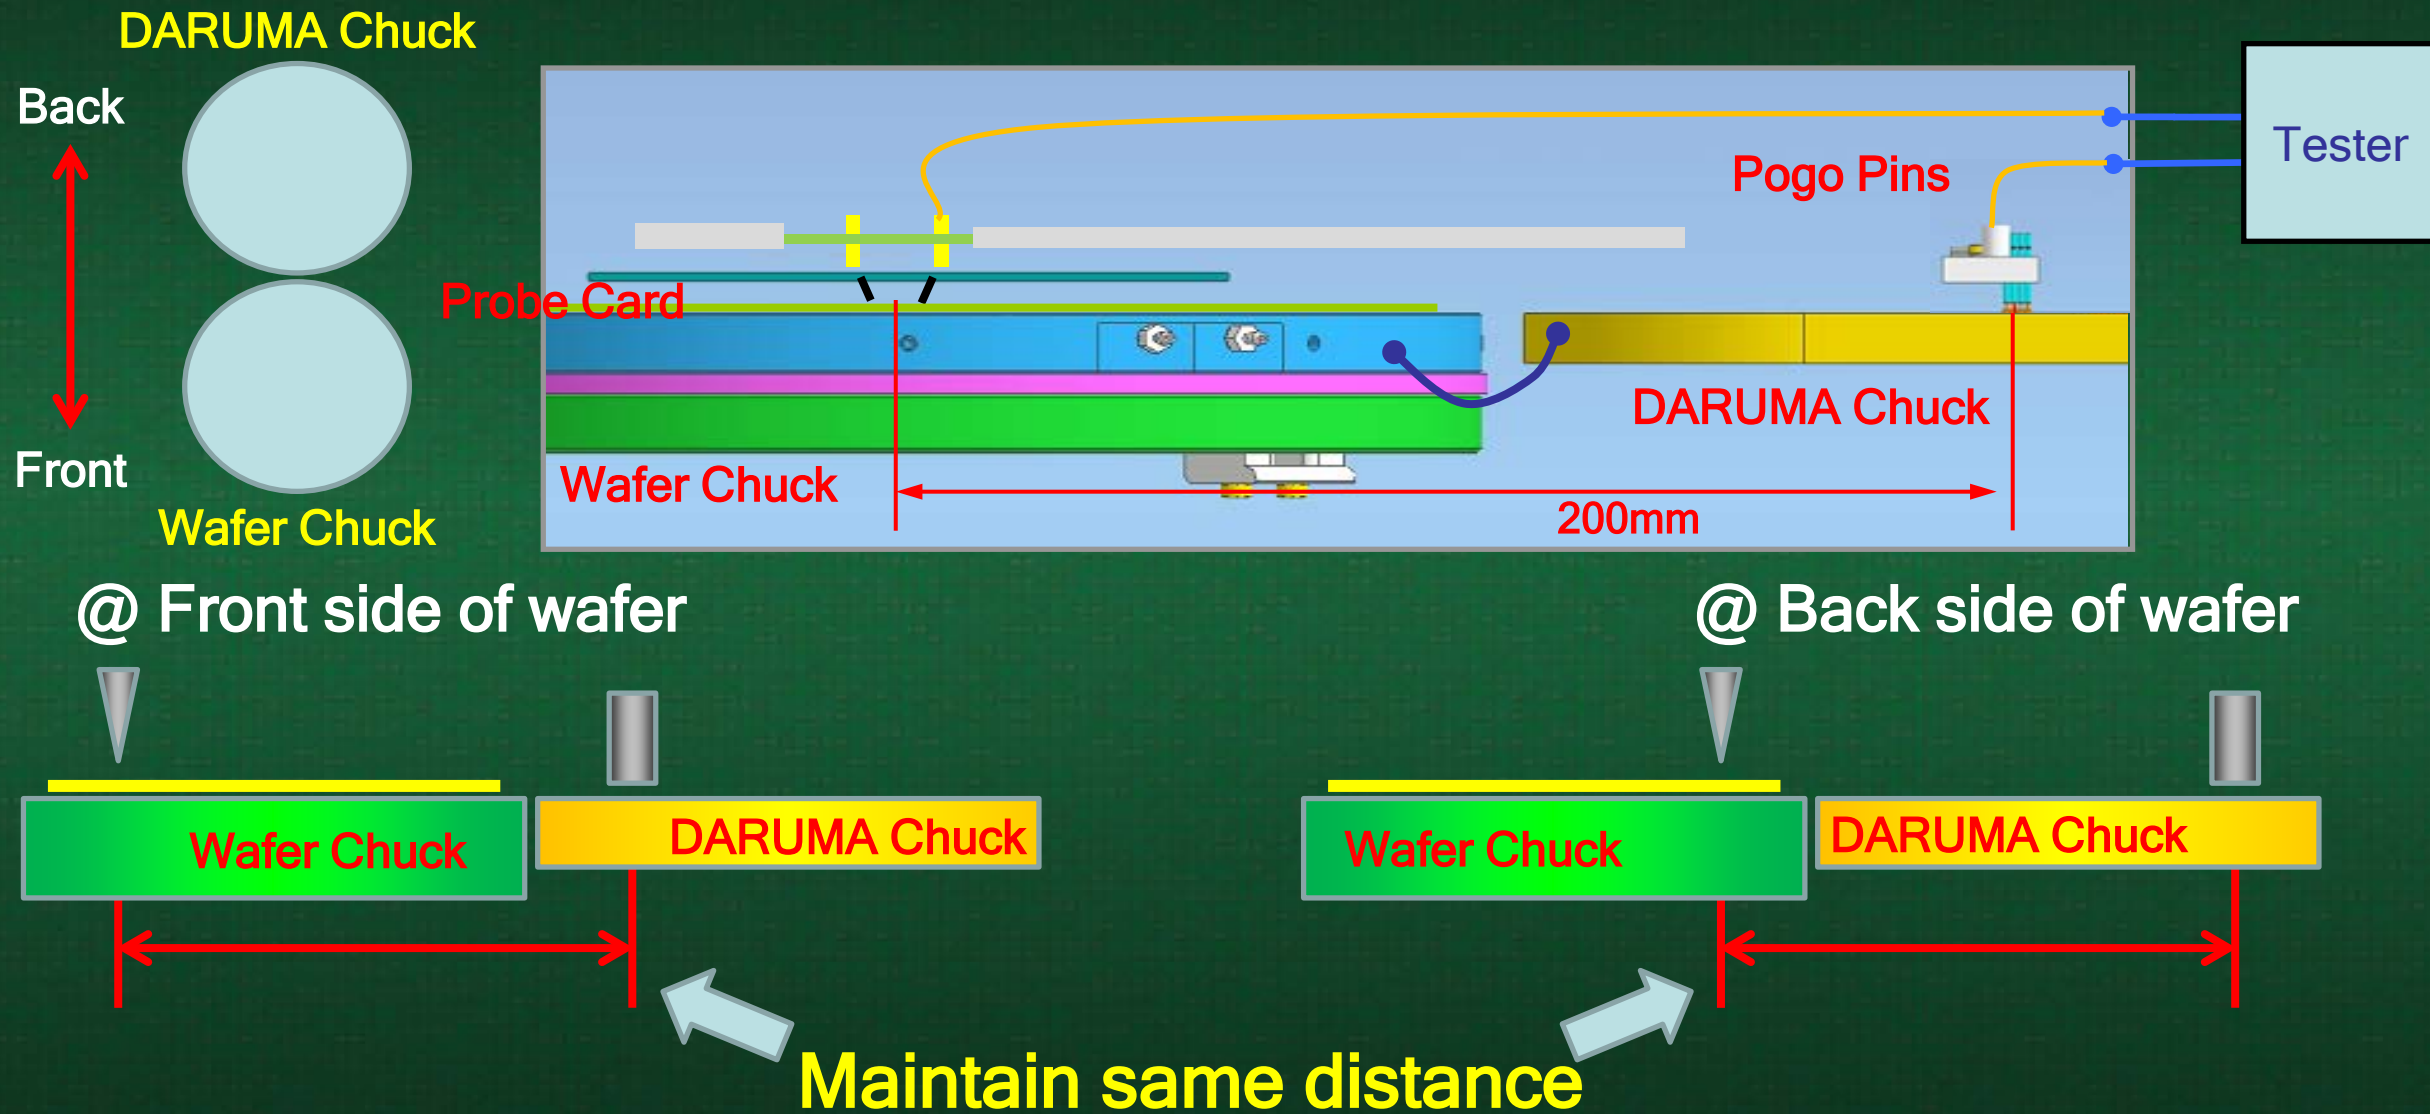 DARUMA Chuck
Back
Front
Wafer Chuck
Tester
Pogo Pins
Probe Card
DARUMA Chuck
Wafer Chuck
200mm
@ Front side of wafer
@ Back side of wafer
Wafer Chuck
DARUMA Chuck
Wafer Chuck
DARUMA Chuck
Maintain same distance